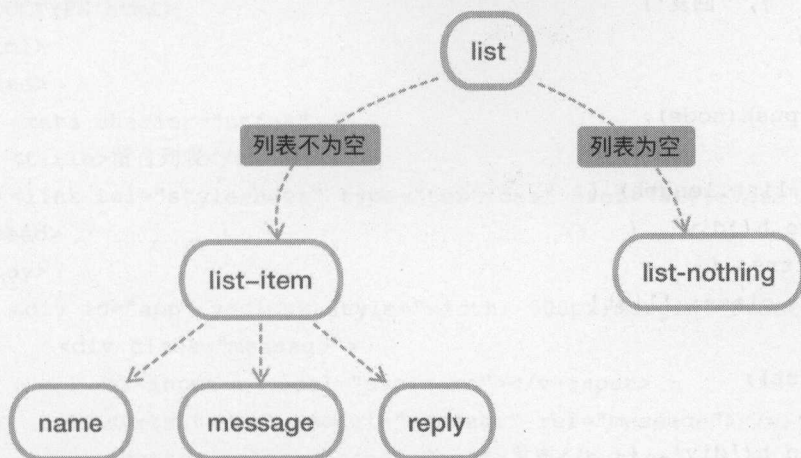 list
列表不为空
列表为空
list-item
list-nothing
name
message
reply